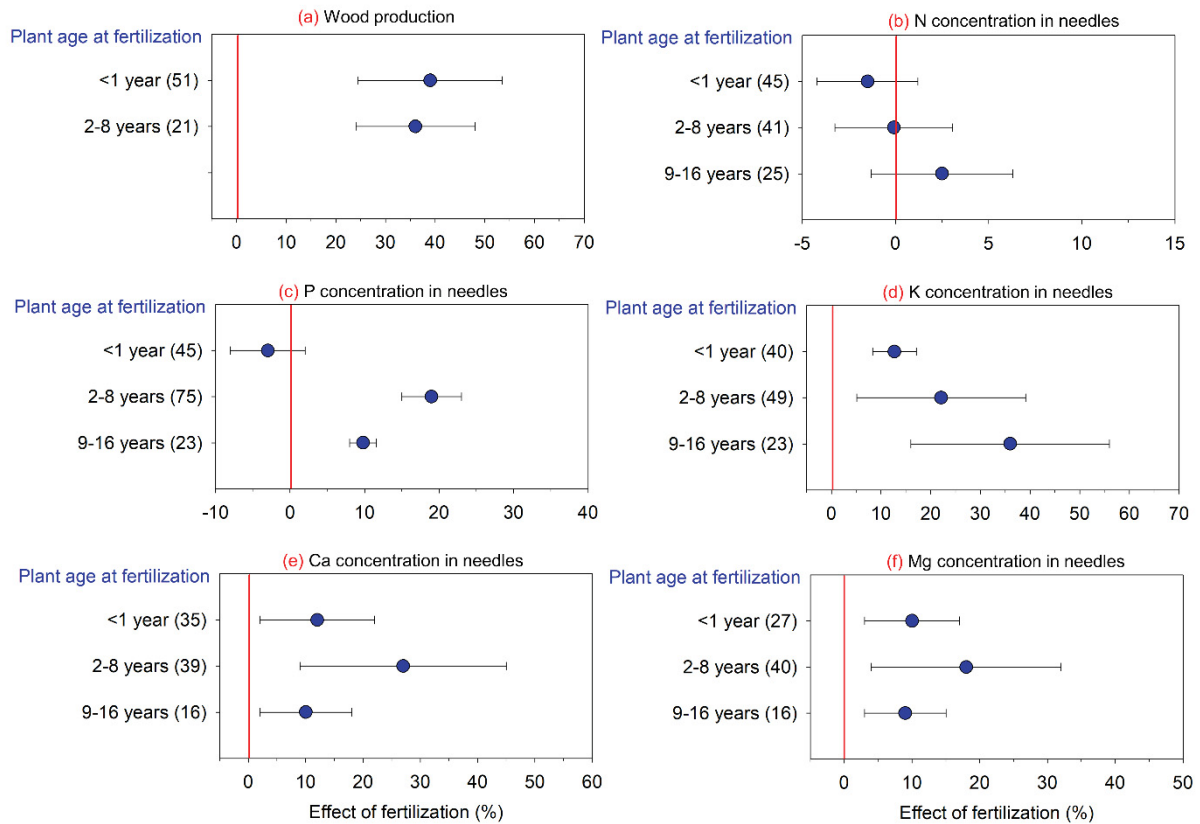 (a) Wood production
Plant age at fertilization
<1 year (51)
2-8 years (21)
0 10 20 30 40 50 60 70
(b) N concentration in needles
Plant age at fertilization
<1 year (45)
2-8 years (41)
9-16 years (25)
-5 0 5 10 15
(c) P concentration in needles
Plant age at fertilization
<1 year (45)
2-8 years (75)
9-16 years (23)
-10 0 10 20 30 40
(d) K concentration in needles
Plant age at fertilization
<1 year (40)
2-8 years (49)
9-16 years (23)
0 10 20 30 40 50 60 70
(e) Ca concentration in needles
Plant age at fertilization
<1 year (35)
2-8 years (39)
9-16 years (16)
0 10 20 30 40 50 60
Effect of fertilization (%)
(f) Mg concentration in needles
Plant age at fertilization
<1 year (27)
2-8 years (40)
9-16 years (16)
0 10 20 30 40 50
Effect of fertilization (%)